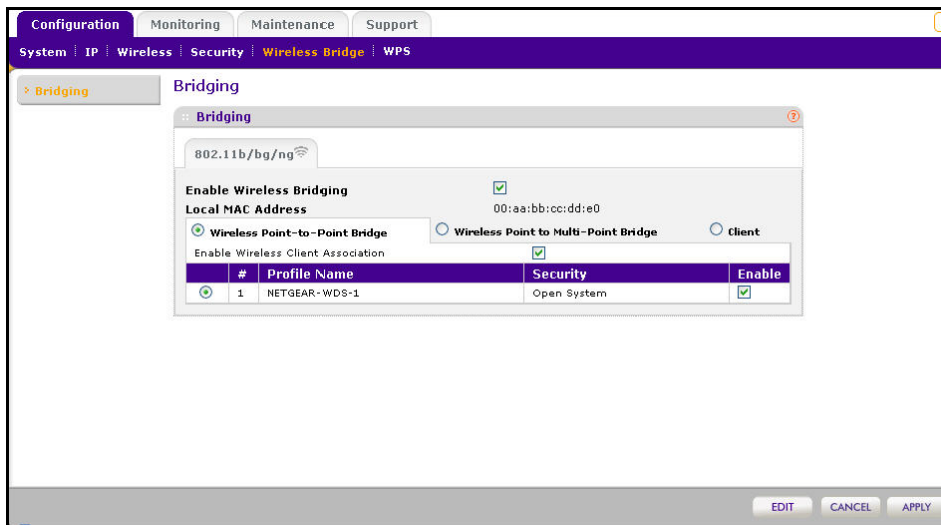 Configuration Monitoring Maintenance Support
System IP Wireless Security Wireless Bridge WPS
Bridging
Bridging
Bridging
802.11b/bg/ng
Enable Wireless Bridging
Local MAC Address 00:aa:bb:cc:dd:e0
Wireless Point-to-Point Bridge Wireless Point to Multi-Point Bridge Client
Enable Wireless Client Association
# Profile Name Security Enable
1 NETGEAR-WDS-1 Open System
EDIT CANCEL APPLY